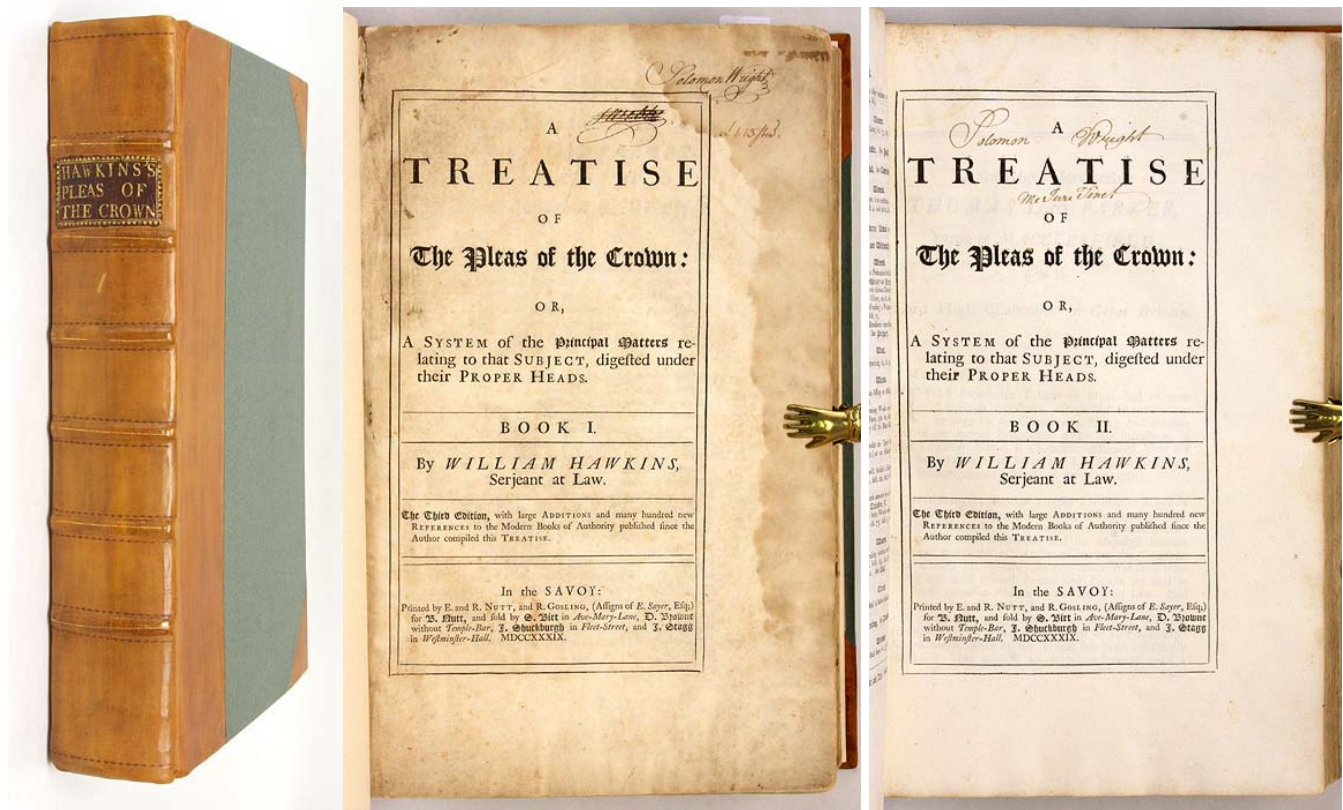 HAWKINS'S
PLEAS OF
THE CROWN
Solomon Wright
A
TREATISE
OF
The Pleas of the Crown:
OR,
A SYSTEM of the Principal Matters re-
lating to that SUBJECT, digeſted under
their PROPER HEADS.
BOOK I.
By WILLIAM HAWKINS,
Serjeant at Law.
The Third Edition, with large ADDITIONS and many hundred new
REFERENCES to the Modern Books of Authority publiſhed ſince the
Author compiled this TREATISE.
In the SAVOY:
Printed by E. and R. NUTT, and R. GOSLING, (Aſſigns of E. Sayer, Eſq;)
for B. Nutt, and ſold by S. Birt in Ave-Mary-Lane, D. Browne
without Temple-Bar, J. Shuckburgh in Fleet-Street, and J. Stagg
in Weſtminſter-Hall. MDCCXXXIX.
A
Solomon Wright
TREATISE
Me Jure Tenet
OF
The Pleas of the Crown:
OR,
A SYSTEM of the Principal Matters re-
lating to that SUBJECT, digeſted under
their PROPER HEADS.
BOOK II.
By WILLIAM HAWKINS,
Serjeant at Law.
The Third Edition, with large ADDITIONS and many hundred new
REFERENCES to the Modern Books of Authority publiſhed ſince the
Author compiled this TREATISE.
In the SAVOY:
Printed by E. and R. NUTT, and R. GOSLING, (Aſſigns of E. Sayer, Eſq;)
for B. Nutt, and ſold by S. Birt in Ave-Mary-Lane, D. Browne
without Temple-Bar, J. Shuckburgh in Fleet-Street, and J. Stagg
in Weſtminſter-Hall. MDCCXXXIX.